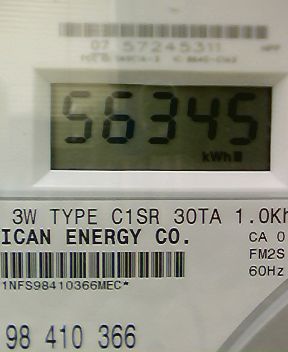 07 57245311
56345
kWh
3W TYPE C1SR 30TA 1.0Kh
ICAN ENERGY CO.
CA 0
FM2S
60Hz
1NFS98410366MEC*
98 410 366